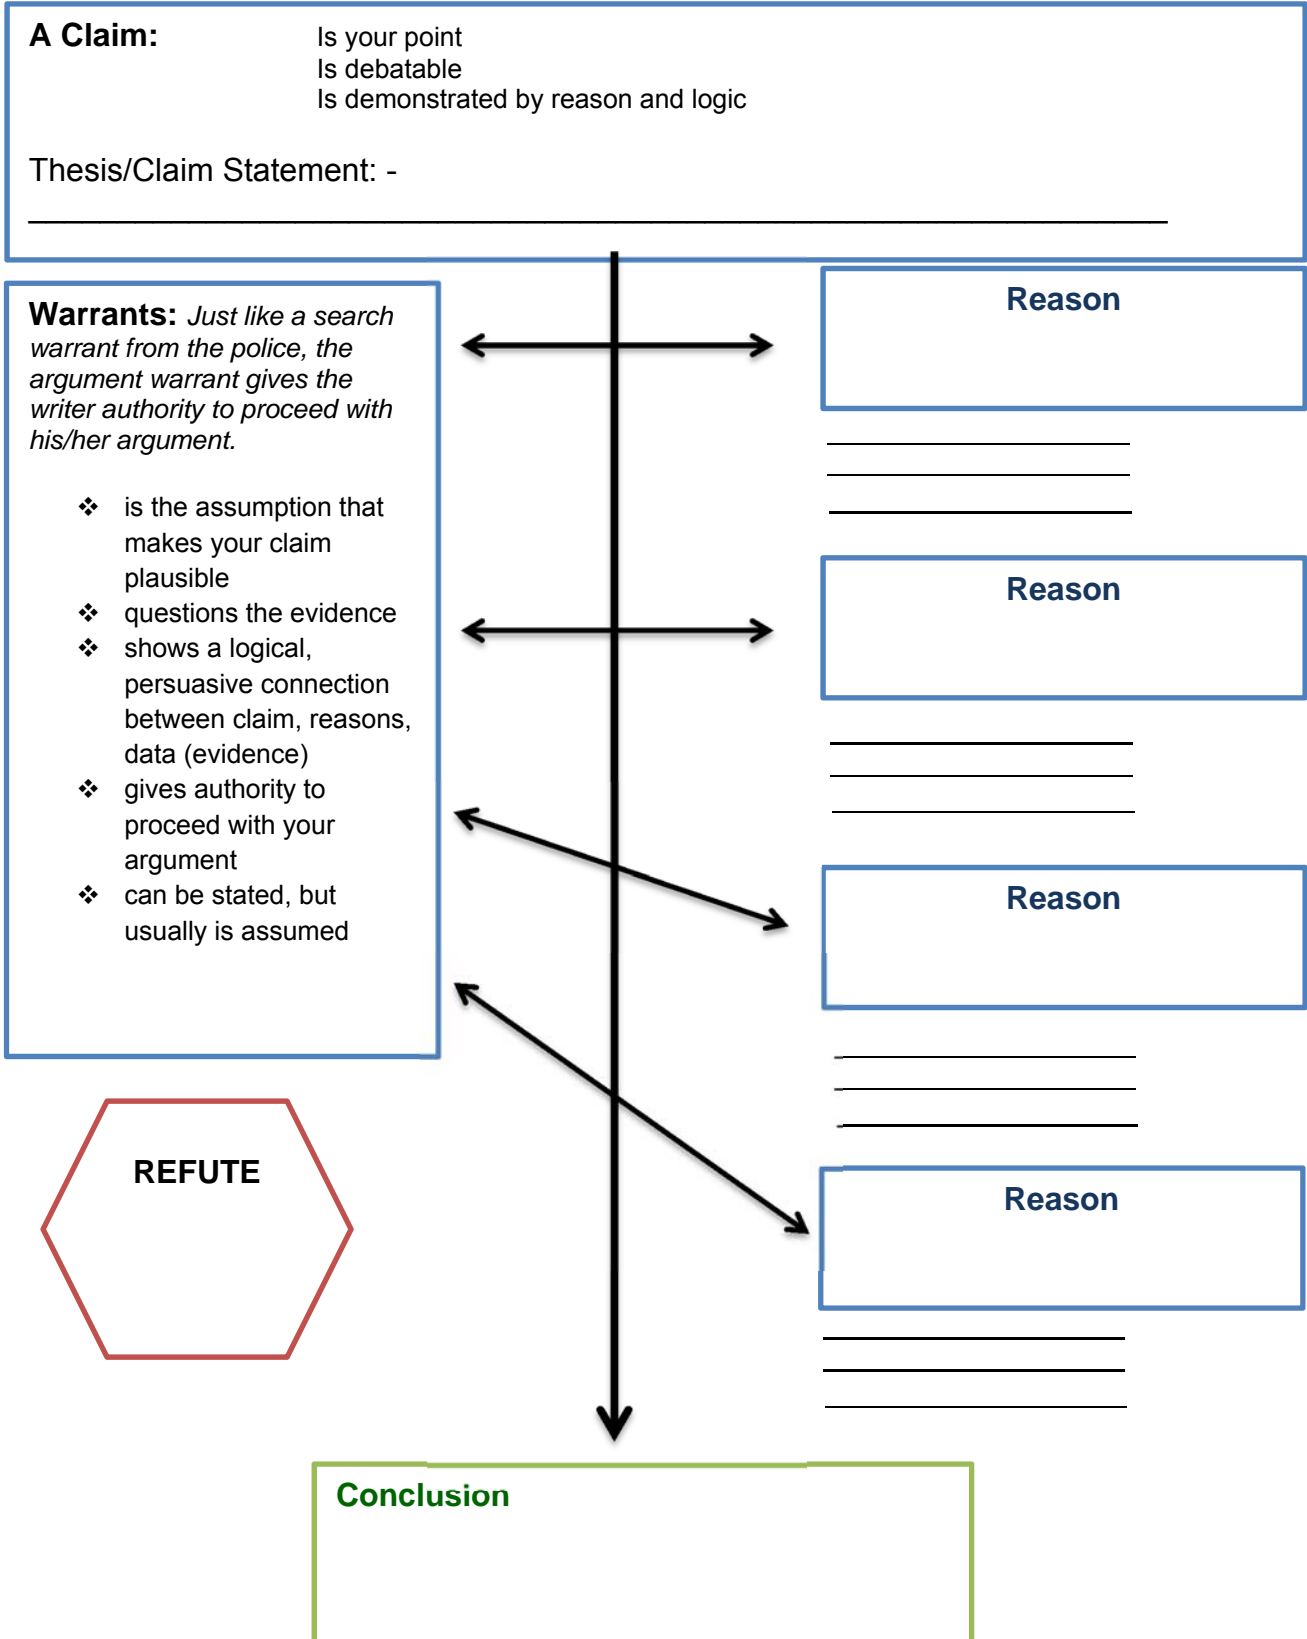 A Claim: Is your point
Is debatable
Is demonstrated by reason and logic
Thesis/Claim Statement: -
Warrants: Just like a search
warrant from the police, the
argument warrant gives the
writer authority to proceed with
his/her argument.
❖ is the assumption that
makes your claim
plausible
❖ questions the evidence
❖ shows a logical,
persuasive connection
between claim, reasons,
data (evidence)
❖ gives authority to
proceed with your
argument
❖ can be stated, but
usually is assumed
Reason
Reason
Reason
Reason
REFUTE
Conclusion